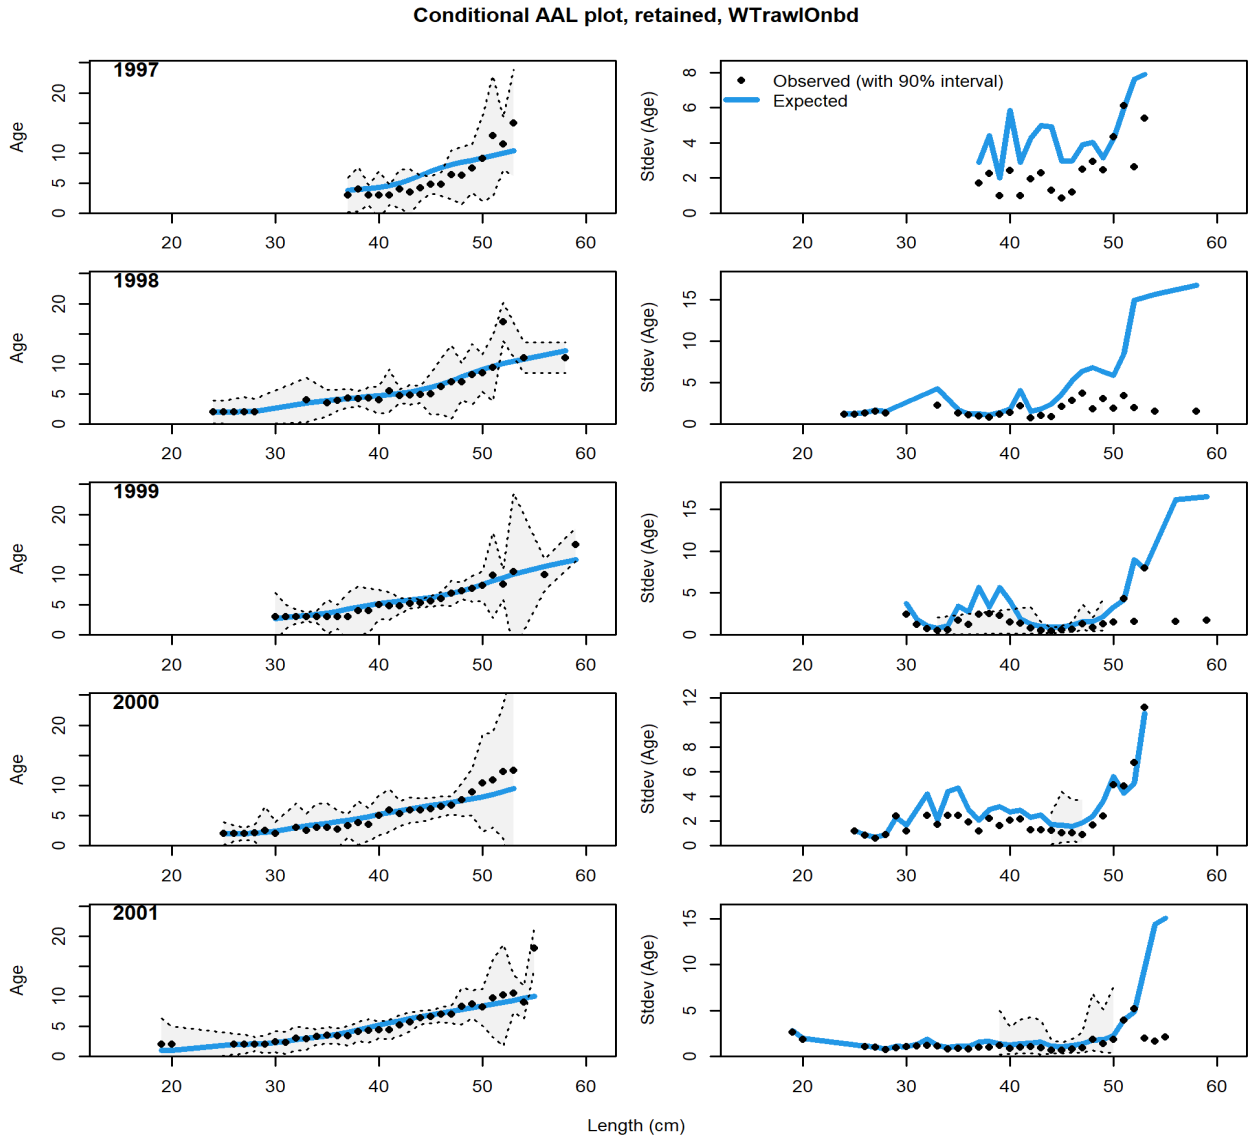 Conditional AAL plot, retained, WTrawlOnbd
1997
Age
0 5 10 20
20 30 40 50 60
Observed (with 90% interval)
Expected
Stdev (Age)
0 2 4 6 8
20 30 40 50 60
1998
Age
0 5 10 20
20 30 40 50 60
Stdev (Age)
0 5 10 15
20 30 40 50 60
1999
Age
0 5 10 20
20 30 40 50 60
Stdev (Age)
0 5 10 15
20 30 40 50 60
2000
Age
0 5 10 20
20 30 40 50 60
Stdev (Age)
0 2 4 6 8 12
20 30 40 50 60
2001
Age
0 5 10 20
20 30 40 50 60
Stdev (Age)
0 5 10 15
20 30 40 50 60
Length (cm)